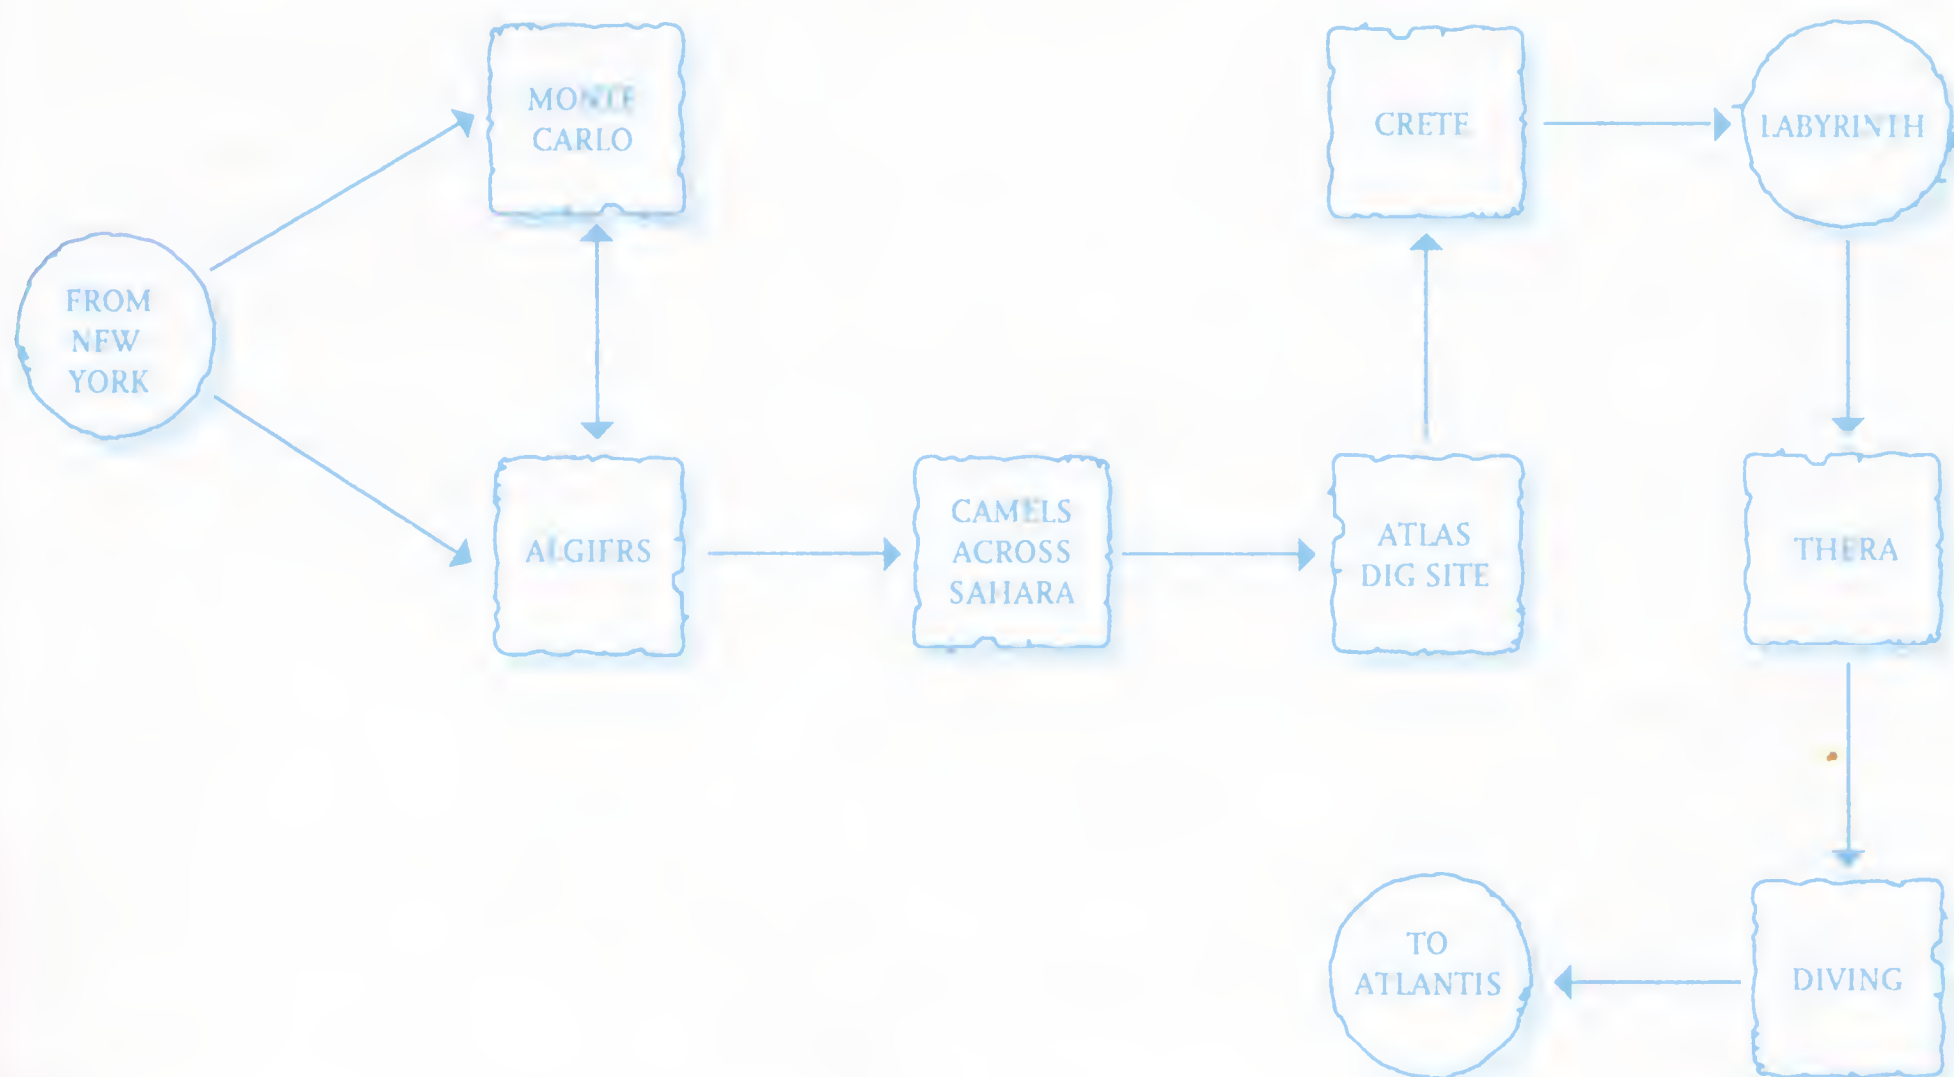 MONTE
CARLO
CRETE
LABYRINTH
FROM
NEW
YORK
ALGIERS
CAMELS
ACROSS
SAHARA
ATLAS
DIG SITE
THERA
TO
ATLANTIS
DIVING